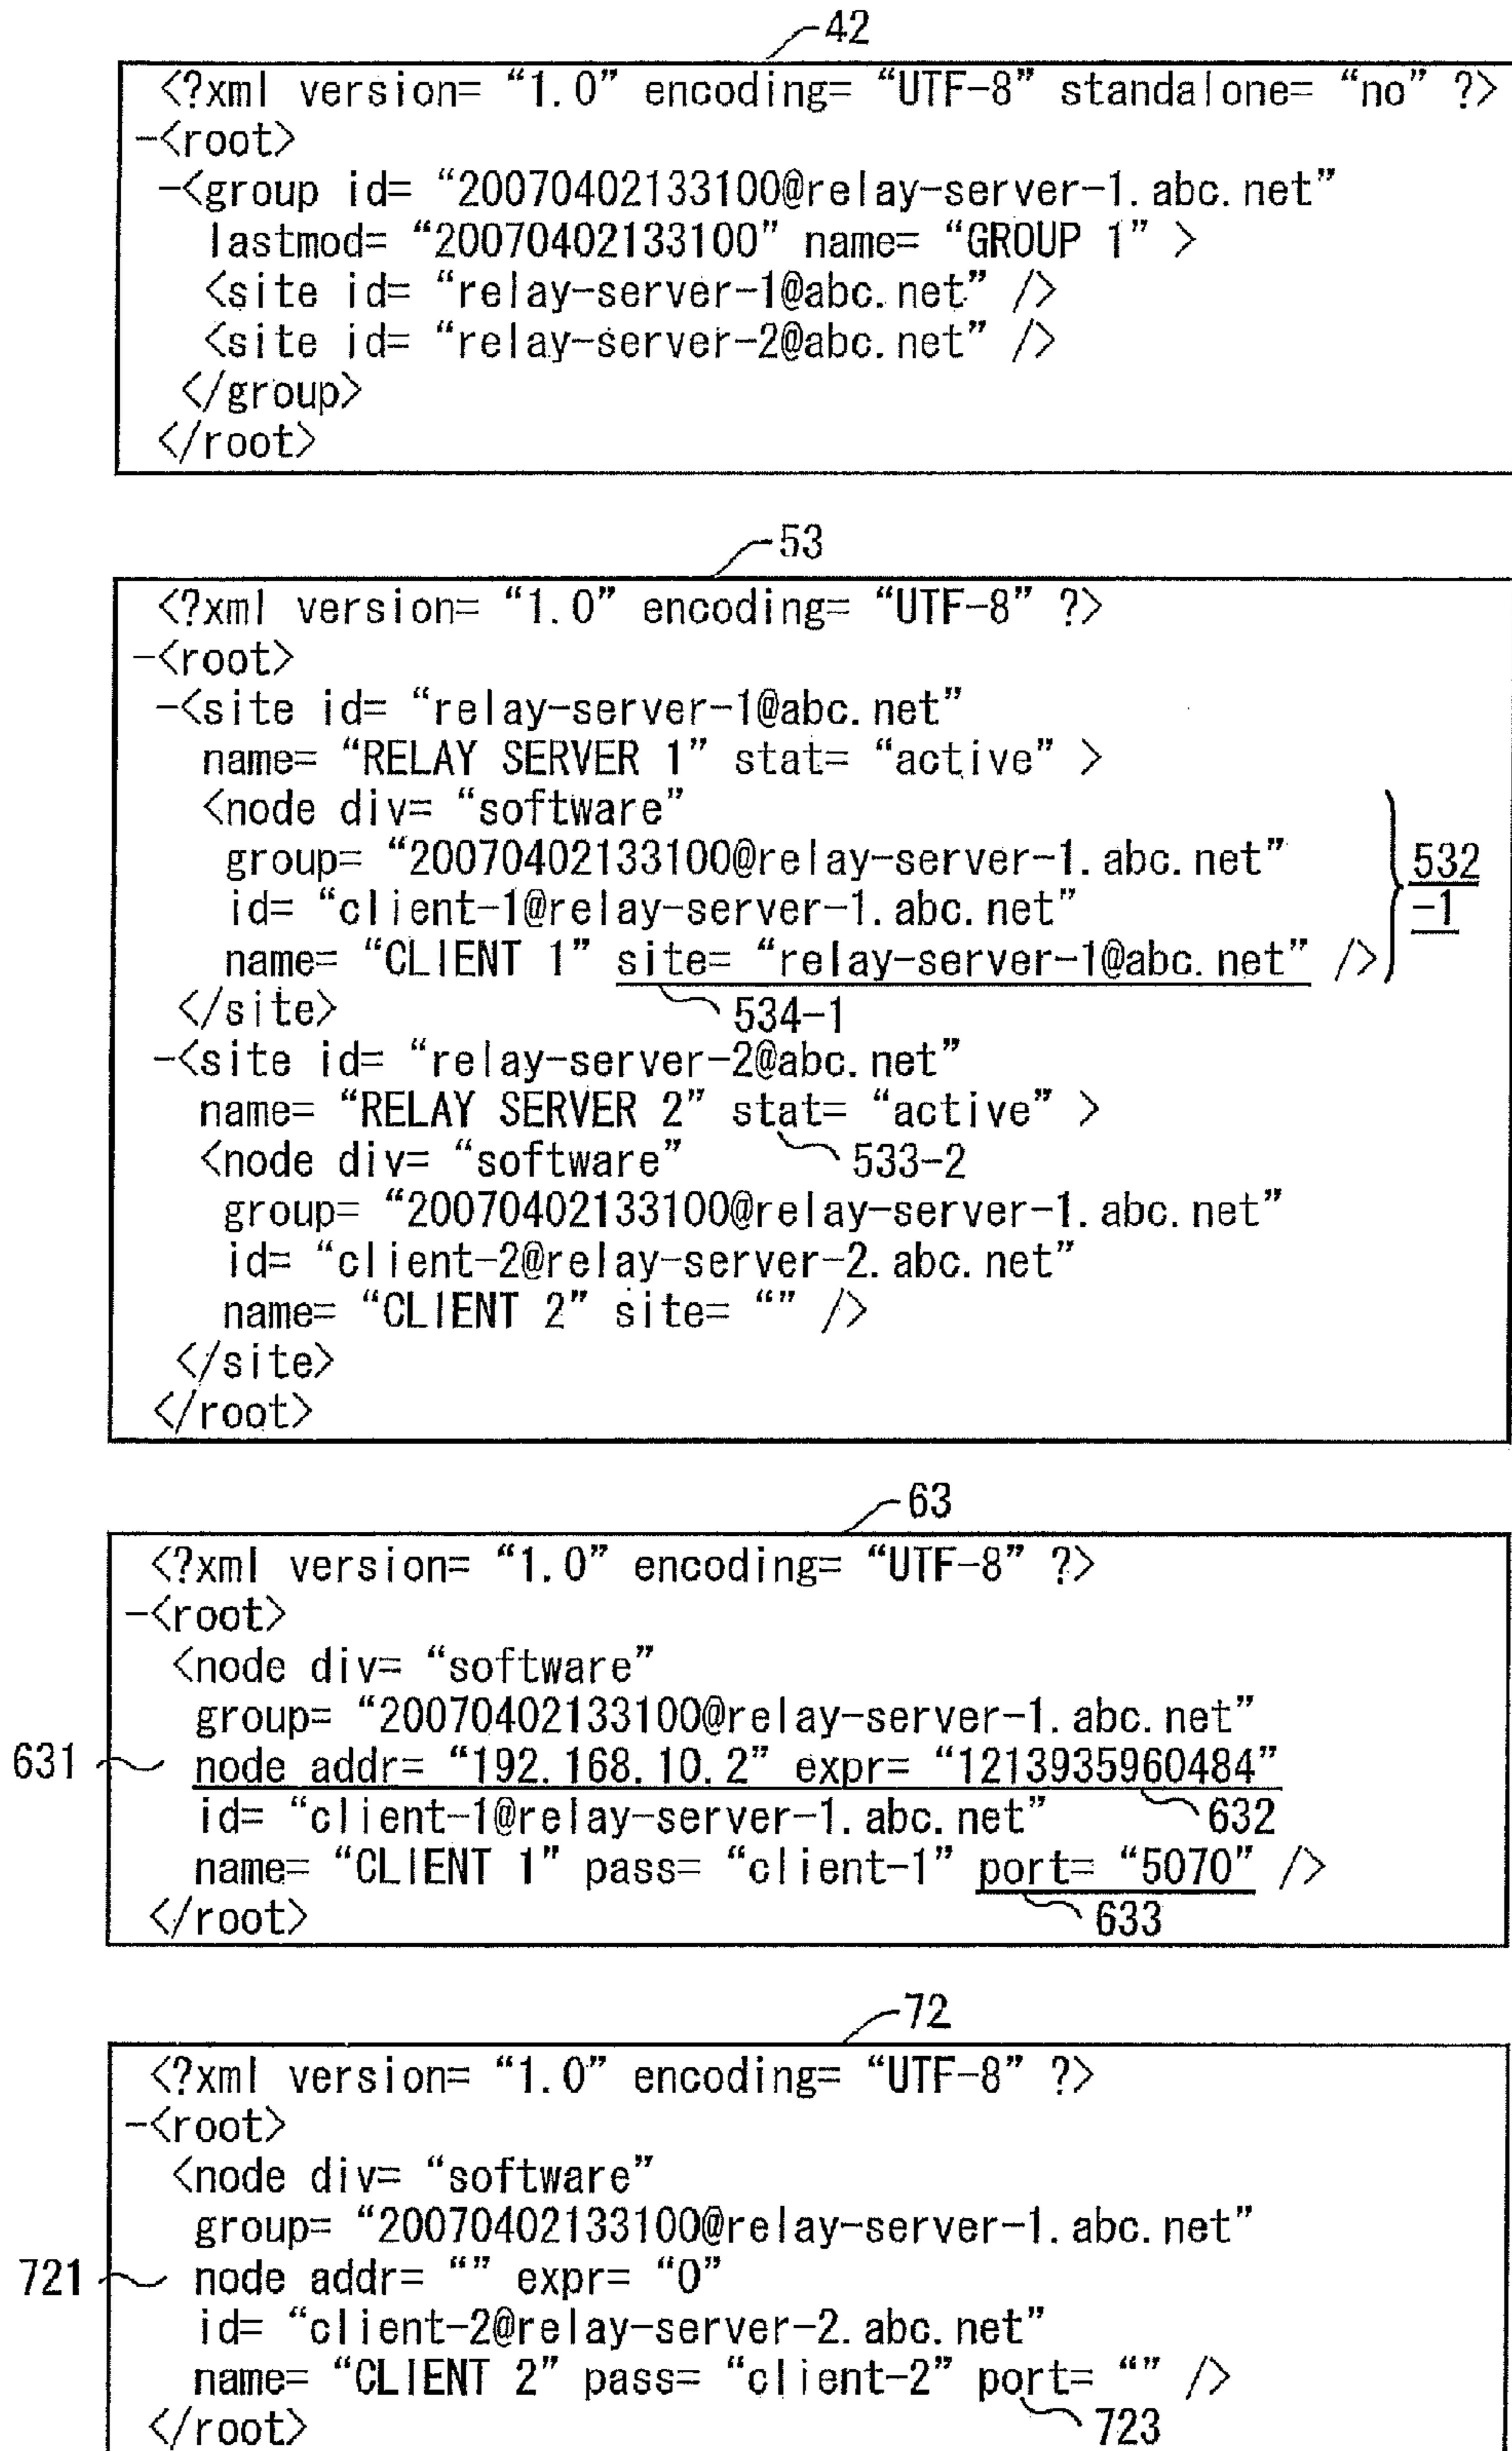 42
<?xml version= “1.0” encoding= “UTF-8” standalone= “no” ?>
-<root>
-<group id= “20070402133100@relay-server-1.abc.net”
lastmod= “20070402133100” name= “GROUP 1” >
<site id= “relay-server-1@abc.net” />
<site id= “relay-server-2@abc.net” />
</group>
</root>
53
<?xml version= “1.0” encoding= “UTF-8” ?>
-<root>
-<site id= “relay-server-1@abc.net”
name= “RELAY SERVER 1” stat= “active” >
<node div= “software”
group= “20070402133100@relay-server-1.abc.net”
id= “client-1@relay-server-1.abc.net”
name= “CLIENT 1” site= “relay-server-1@abc.net” />
532
-1
</site>
534-1
-<site id= “relay-server-2@abc.net”
name= “RELAY SERVER 2” stat= “active” >
<node div= “software”
533-2
group= “20070402133100@relay-server-1.abc.net”
id= “client-2@relay-server-2.abc.net”
name= “CLIENT 2” site= “” />
</site>
</root>
63
<?xml version= “1.0” encoding= “UTF-8” ?>
-<root>
<node div= “software”
group= “20070402133100@relay-server-1.abc.net”
631
node addr= “192.168.10.2” expr= “1213935960484”
id= “client-1@relay-server-1.abc.net”
632
name= “CLIENT 1” pass= “client-1” port= “5070” />
</root>
633
72
<?xml version= “1.0” encoding= “UTF-8” ?>
-<root>
<node div= “software”
group= “20070402133100@relay-server-1.abc.net”
721
node addr= “” expr= “0”
id= “client-2@relay-server-2.abc.net”
name= “CLIENT 2” pass= “client-2” port= “” />
</root>
723